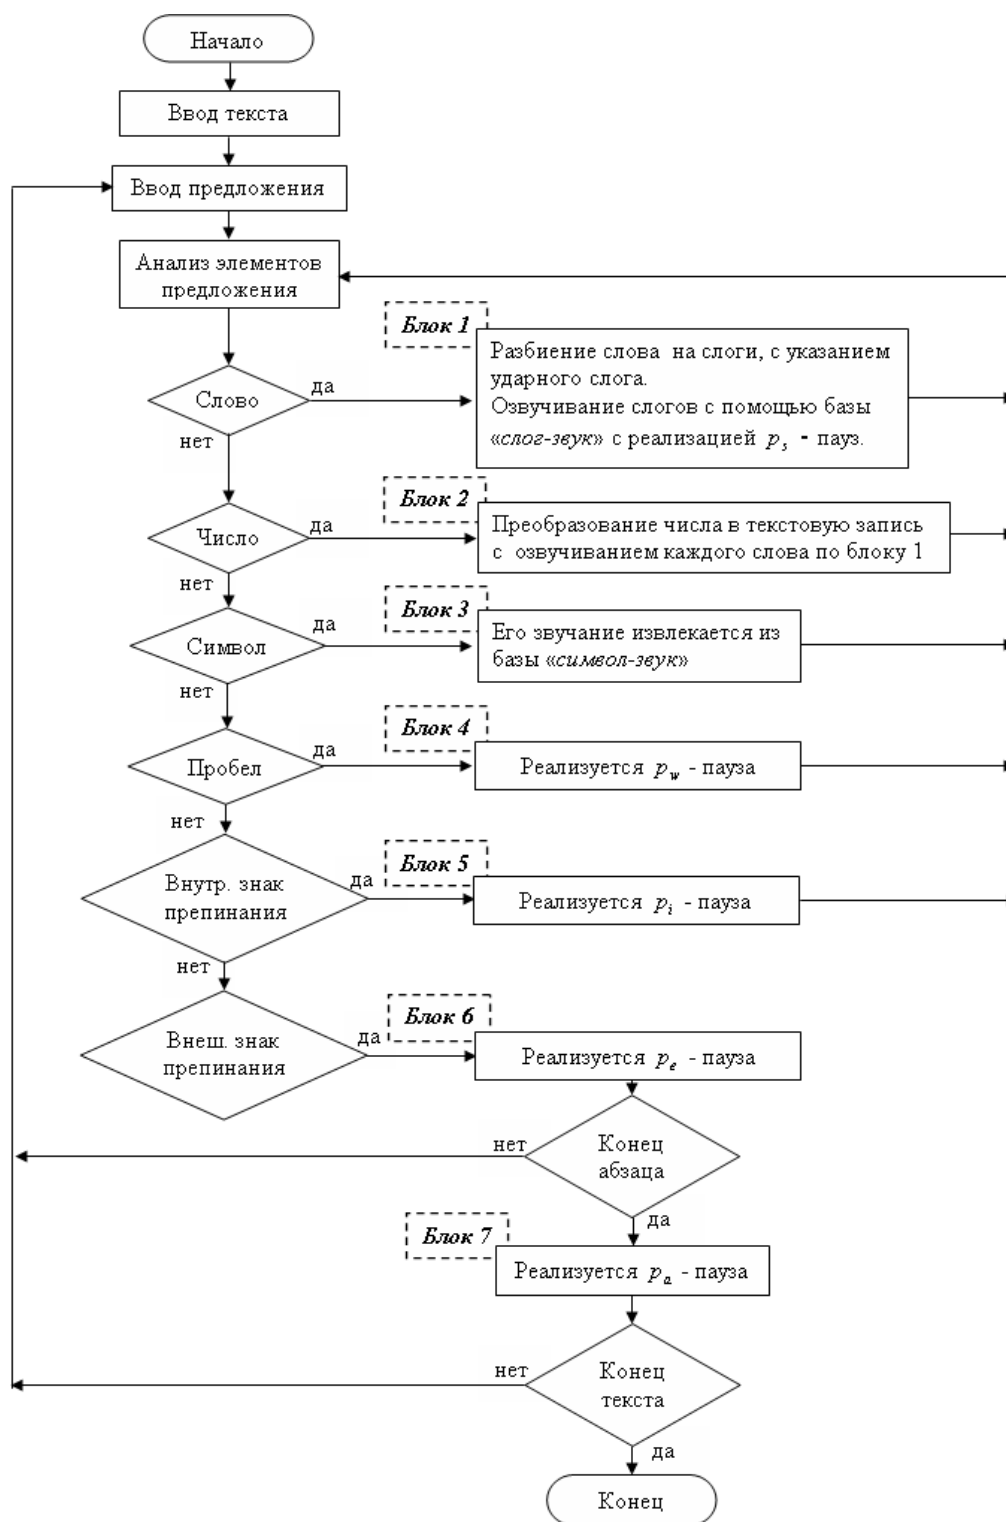 Начало
Ввод текста
Ввод предложения
Анализ элементов
предложения
Блок 1
Разбиение слова на слоги, с указанием
ударного слога.
Озвучивание слогов с помощью базы
«слог-звук» с реализацией p_s - пауз.
Слово
да
нет
Блок 2
Преобразование числа в текстовую запись
с озвучиванием каждого слова по блоку 1
Число
да
нет
Блок 3
Его звучание извлекается из
базы «символ-звук»
Символ
да
нет
Блок 4
Реализуется p_w - пауза
Пробел
да
нет
Блок 5
Реализуется p_i - пауза
Внутр. знак
препинания
да
нет
Блок 6
Реализуется p_e - пауза
Внеш. знак
препинания
да
Конец
абзаца
нет
да
Блок 7
Реализуется p_a - пауза
Конец
текста
нет
да
Конец